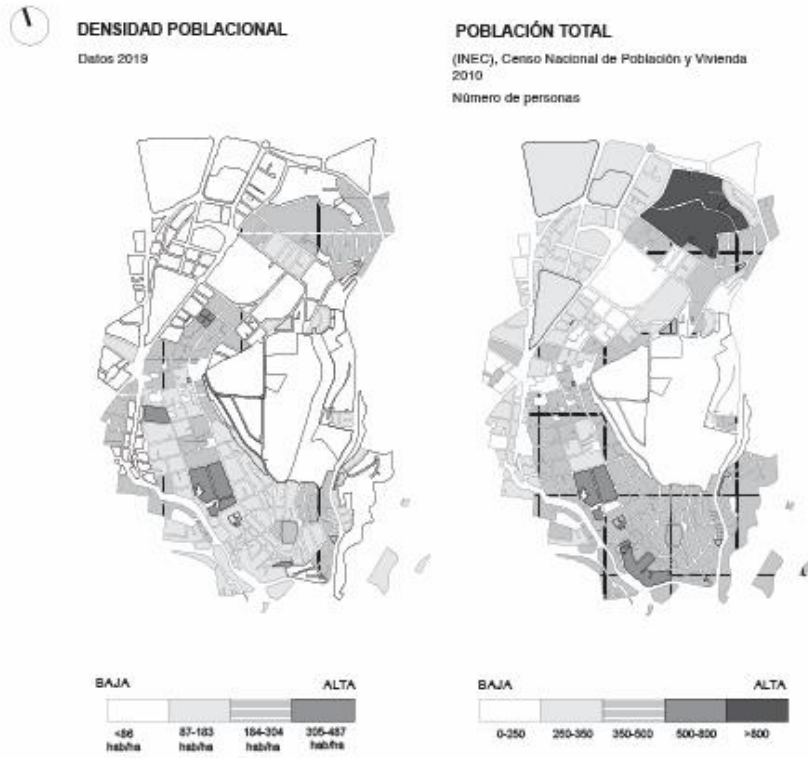 DENSIDAD POBLACIONAL
Datos 2019
POBLACIÓN TOTAL
(INEC), Censo Nacional de Población y Vivienda
2010
Número de personas
BAJA ALTA
<86 hab/ha
87-183 hab/ha
184-304 hab/ha
305-487 hab/ha
BAJA ALTA
0-250
250-350
350-500
500-800
>800